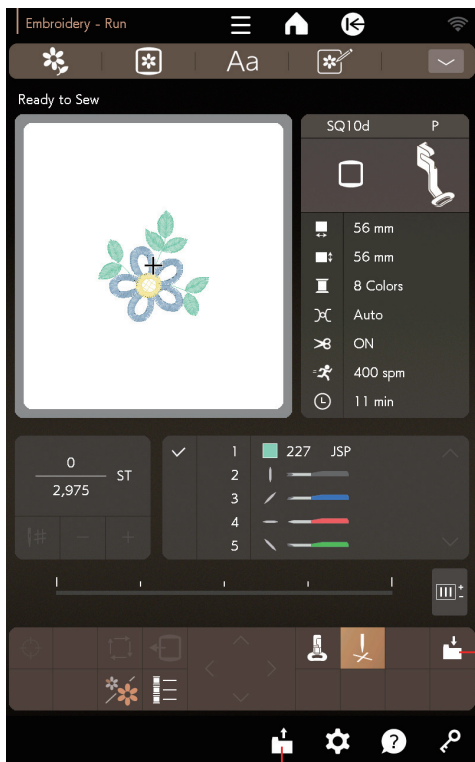 Embroidery - Run
Aa
Ready to Sew
SQ10d P
56 mm
56 mm
8 Colors
Auto
ON
400 spm
11 min
0
2,975
ST
1 227 JSP
2
3
4
5